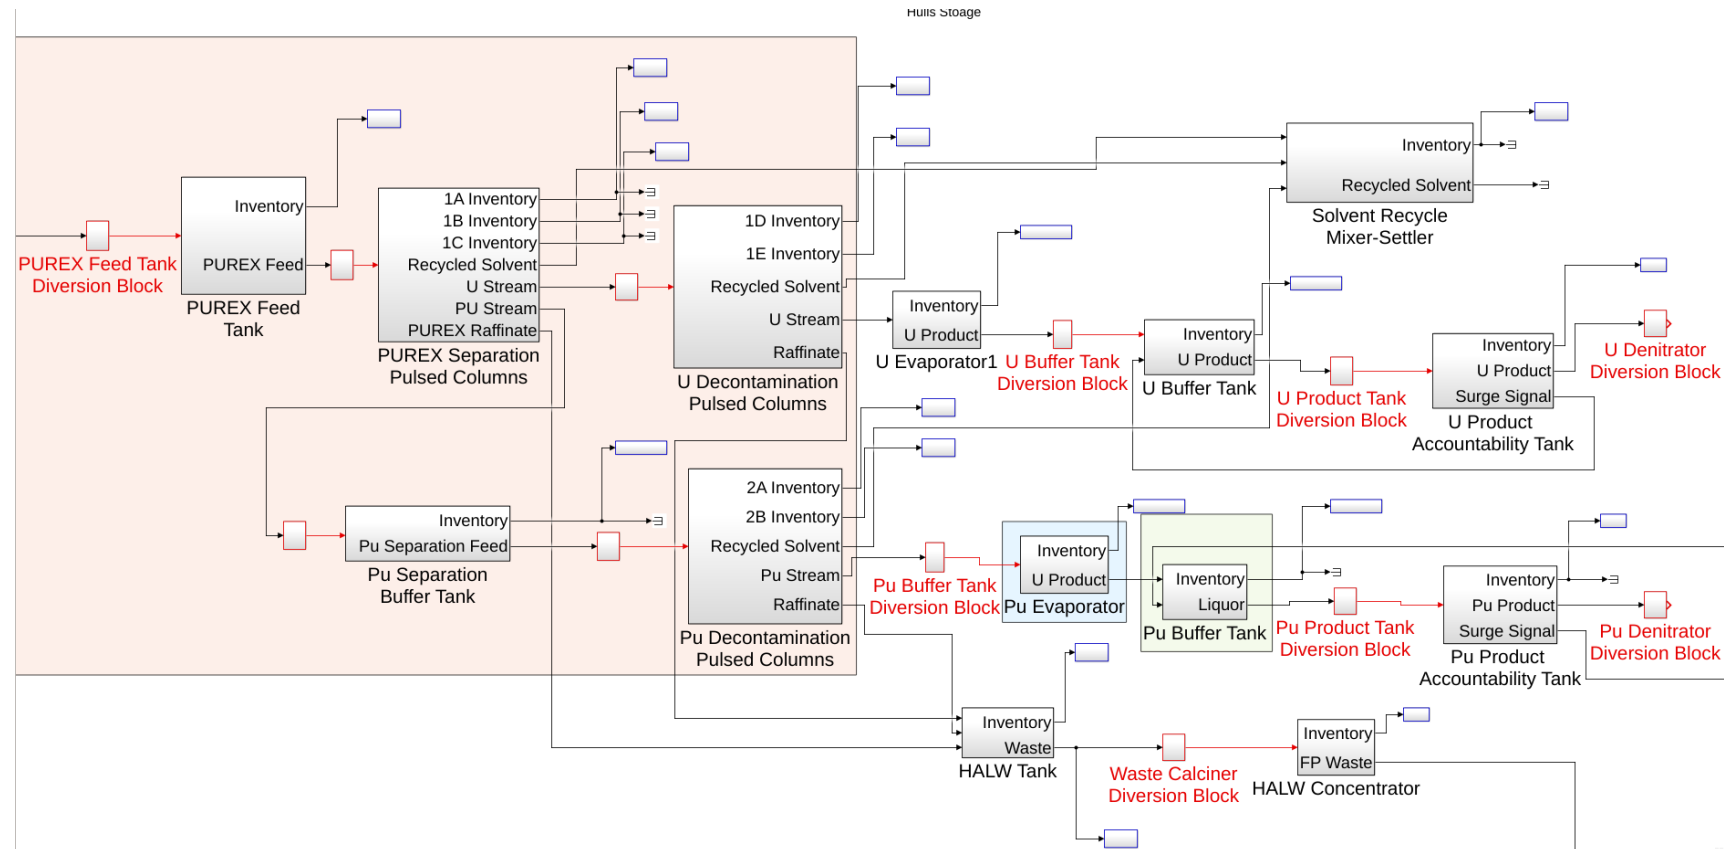 Hulls Stoage
Inventory
PUREX Feed
PUREX Feed Tank
Diversion Block
PUREX Feed
Tank
1A Inventory
1B Inventory
1C Inventory
Recycled Solvent
U Stream
PU Stream
PUREX Raffinate
PUREX Separation
Pulsed Columns
1D Inventory
1E Inventory
Recycled Solvent
U Stream
Raffinate
U Decontamination
Pulsed Columns
Inventory
U Product
U Evaporator1
U Buffer Tank
Diversion Block
Inventory
U Product
U Buffer Tank
Inventory
Recycled Solvent
Solvent Recycle
Mixer-Settler
U Product Tank
Diversion Block
Inventory
U Product
Surge Signal
U Product
Accountability Tank
U Denitrator
Diversion Block
Inventory
Pu Separation Feed
Pu Separation
Buffer Tank
2A Inventory
2B Inventory
Recycled Solvent
Pu Stream
Raffinate
Pu Decontamination
Pulsed Columns
Pu Buffer Tank
Diversion Block
Inventory
U Product
Pu Evaporator
Inventory
Liquor
Pu Buffer Tank
Pu Product Tank
Diversion Block
Inventory
Pu Product
Surge Signal
Pu Product
Accountability Tank
Pu Denitrator
Diversion Block
Inventory
Waste
HALW Tank
Waste Calciner
Diversion Block
Inventory
FP Waste
HALW Concentrator